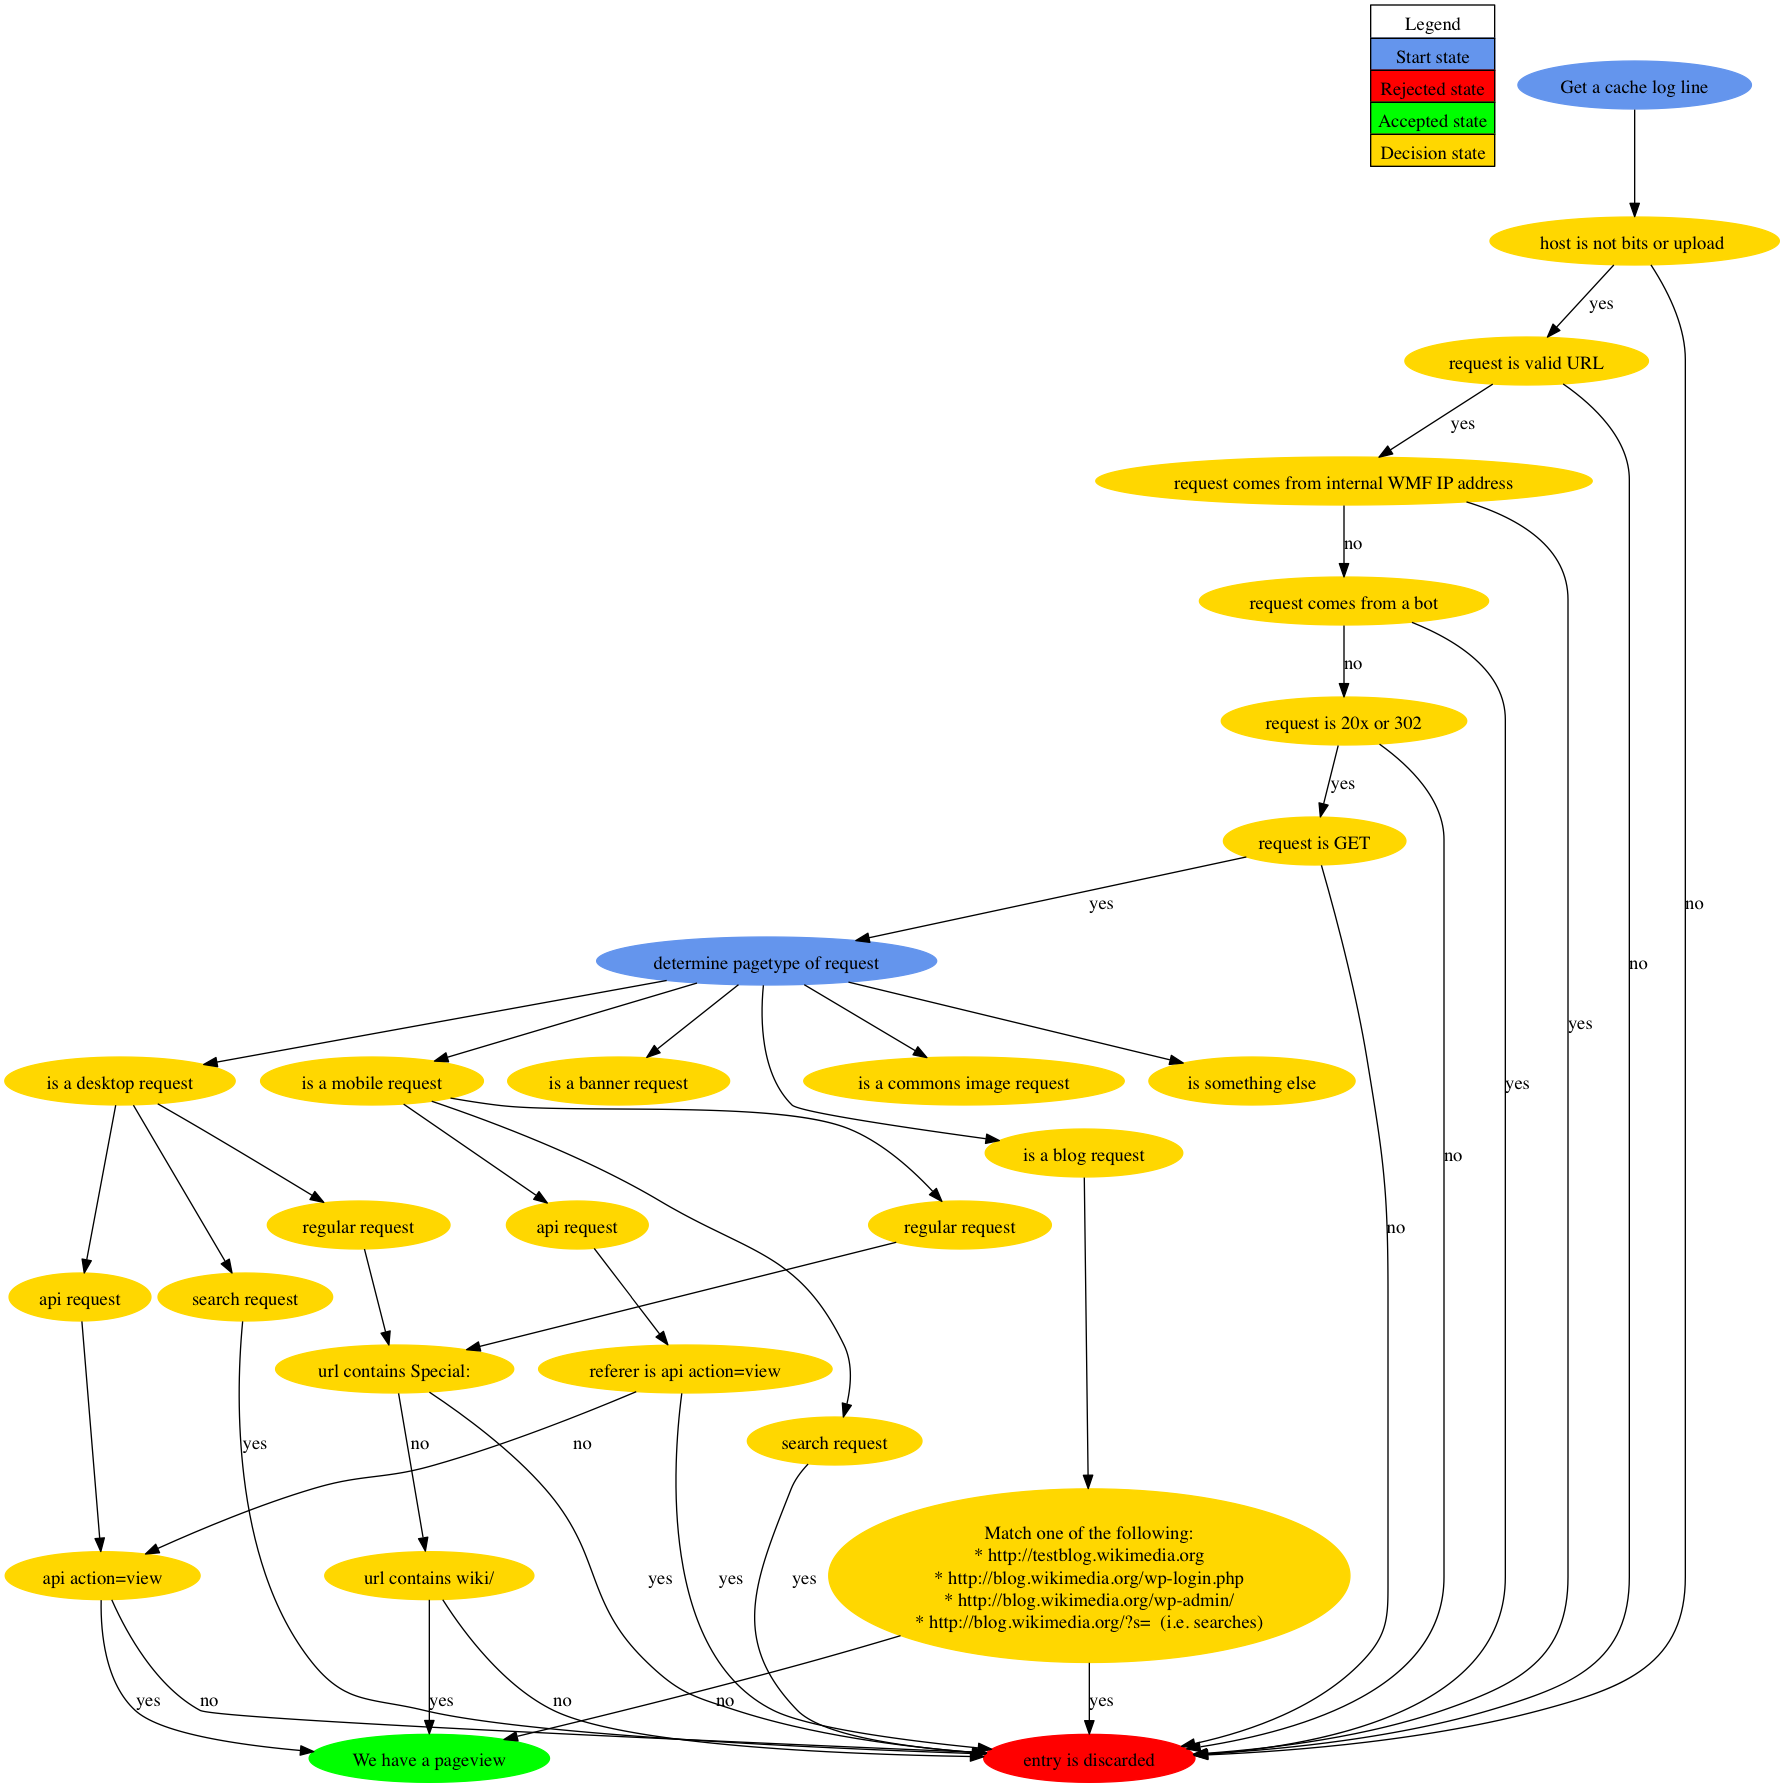 Legend
Start state
Rejected state
Accepted state
Decision state
Get a cache log line
host is not bits or upload
yes
request is valid URL
yes
request comes from internal WMF IP address
no
request comes from a bot
no
request is 20x or 302
yes
request is GET
yes
no
determine pagetype of request
no
yes
is a desktop request
is a mobile request
is a banner request
is a commons image request
is something else
yes
is a blog request
no
regular request
api request
regular request
no
api request
search request
url contains Special:
referer is api action=view
yes
no
no
search request
Match one of the following:
* http://testblog.wikimedia.org
* http://blog.wikimedia.org/wp-login.php
* http://blog.wikimedia.org/wp-admin/
* http://blog.wikimedia.org/?s=  (i.e. searches)
api action=view
url contains wiki/
yes
yes
yes
yes
no
yes
no
no
yes
We have a pageview
entry is discarded